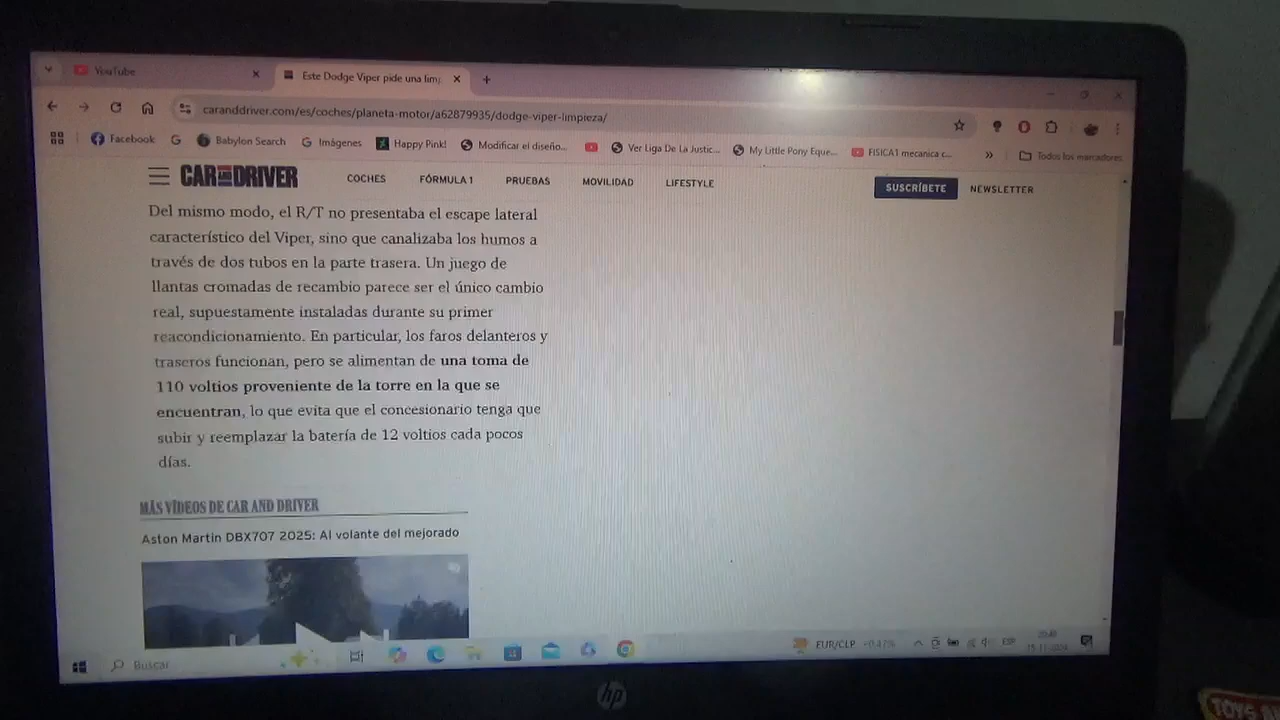 YouTube
Este Dodge Viper pide una limp
caranddriver.com/es/coches/planeta-motor/a62879935/dodge-viper-limpieza/
Facebook
Babylon Search
Imágenes
Happy Pink!
Modificar el diseño...
Ver Liga De La Justic...
My Little Pony Eque...
FISICA1 mecanica c...
Todos los marcadores
CAR AND DRIVER
COCHES
FÓRMULA 1
PRUEBAS
MOVILIDAD
LIFESTYLE
SUSCRÍBETE
NEWSLETTER
Del mismo modo, el R/T no presentaba el escape lateral
característico del Viper, sino que canalizaba los humos a
través de dos tubos en la parte trasera. Un juego de
llantas cromadas de recambio parece ser el único cambio
real, supuestamente instaladas durante su primer
reacondicionamiento. En particular, los faros delanteros y
traseros funcionan, pero se alimentan de una toma de
110 voltios proveniente de la torre en la que se
encuentran, lo que evita que el concesionario tenga que
subir y reemplazar la batería de 12 voltios cada pocos
días.
MÁS VÍDEOS DE CAR AND DRIVER
Aston Martin DBX707 2025: Al volante del mejorado
Buscar
EUR/CLP +0,47%
ESP
hp
TOYS